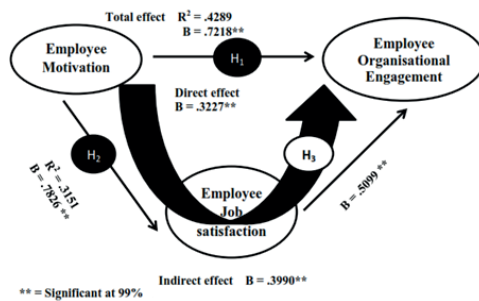 Total effect R² = .4289
B = .7218**
Employee
Motivation
H₁
Employee
Organisational
Engagement
Direct effect
B = .3227**
H₂
R² = .3151
B = .7826 **
H₃
Employee
Job
satisfaction
B = .5099 **
Indirect effect B = .3990**
** = Significant at 99%